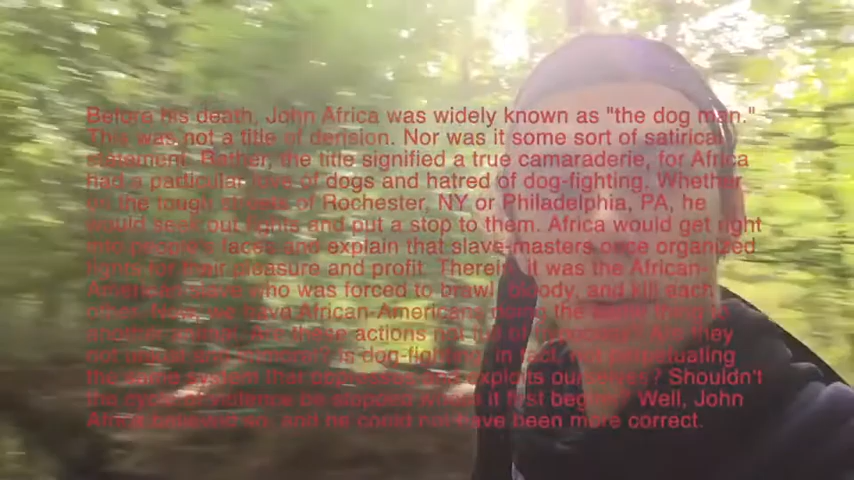 Before his death, John Africa was widely known as "the dog man."
This was not a title of derision. Nor was it some sort of satirical
statement. Rather, the title signified a true camaraderie, for Africa
had a particular love of dogs and hatred of dog-fighting. Whether
on the tough streets of Rochester, NY or Philadelphia, PA, he
would seek out fights and put a stop to them. Africa would get right
into people's faces and explain that slave-masters once organized
fights for their pleasure and profit. Therein, it was the African-
American slave who was forced to brawl, bloody, and kill each
other. Now, we have African-Americans doing the same thing to
another animal. Are these actions not of Are they
not and is dog-fighting, in fact, not perpetuating
the same system that oppresses and exploits ourselves? Shouldn't
the cycle of violence be stopped where it first began? Well, John
Africa believed so, and he could not have been more correct.